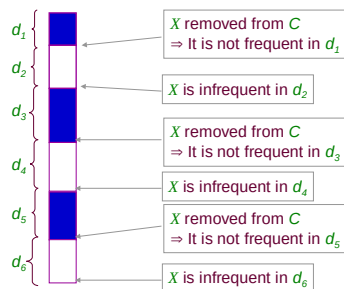 d₁
d₂
d₃
d₄
d₅
d₆
X removed from C
⇒ It is not frequent in d₁
X is infrequent in d₂
X removed from C
⇒ It is not frequent in d₃
X is infrequent in d₄
X removed from C
⇒ It is not frequent in d₅
X is infrequent in d₆